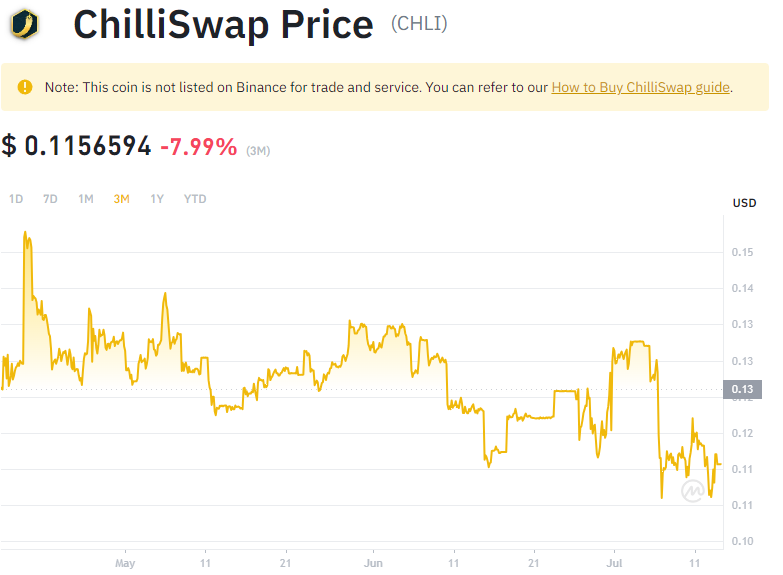 ChilliSwap Price (CHLI)
Note: This coin is not listed on Binance for trade and service. You can refer to our How to Buy ChilliSwap guide.
$ 0.1156594 -7.99% (3M)
1D 7D 1M 3M 1Y YTD
USD
0.15
0.14
0.13
0.13
0.13
0.12
0.12
0.11
0.11
0.10
May 11 21 Jun 11 21 Jul 11